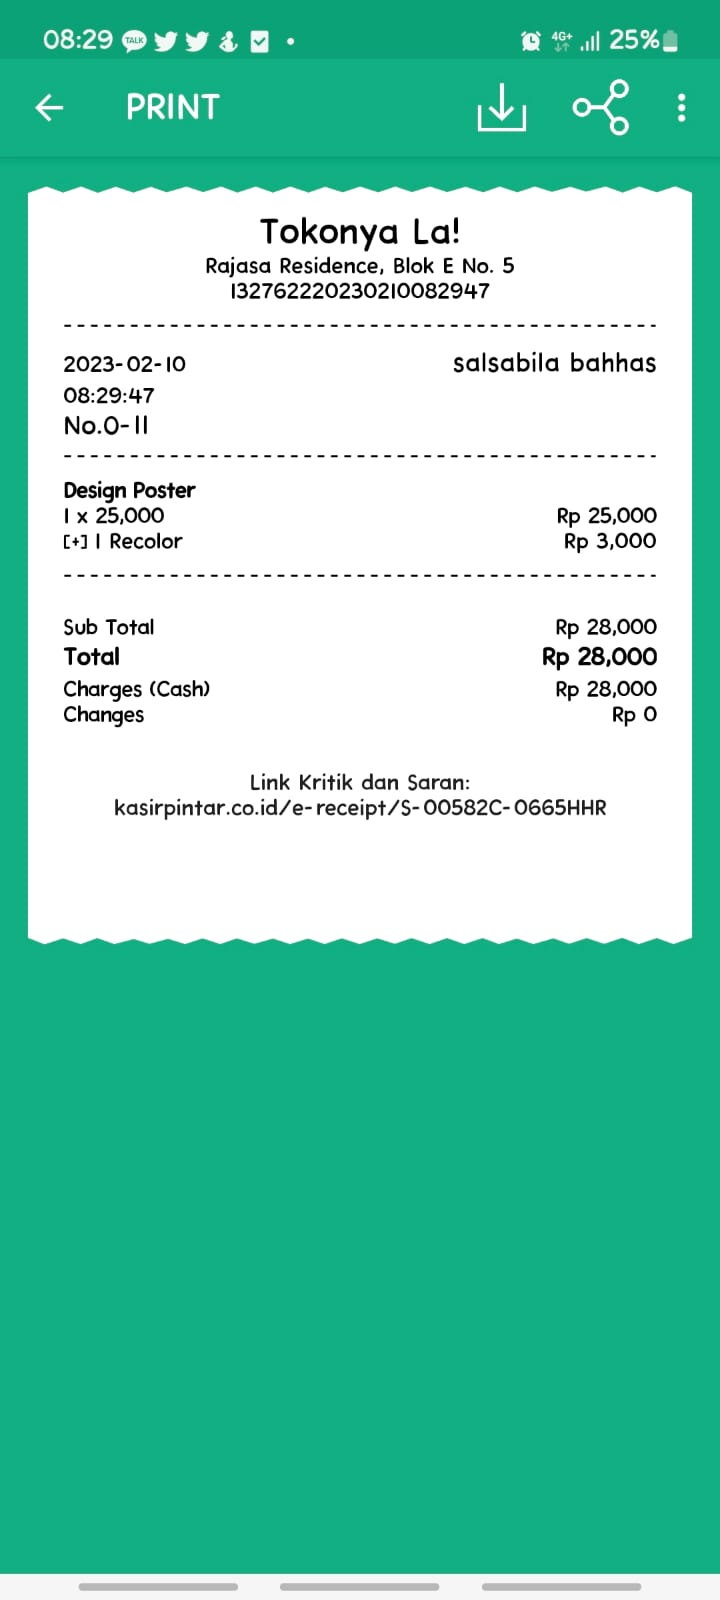 08:29 TALK 4G+ 25%
PRINT
Tokonya La!
Rajasa Residence, Blok E No. 5
132762220230210082947
2023-02-10 salsabila bahhas
08:29:47
No.0-11
Design Poster
1 x 25,000 Rp 25,000
[+] 1 Recolor Rp 3,000
Sub Total Rp 28,000
Total Rp 28,000
Charges (Cash) Rp 28,000
Changes Rp 0
Link Kritik dan Saran:
kasirpintar.co.id/e-receipt/S-00582C-0665HHR